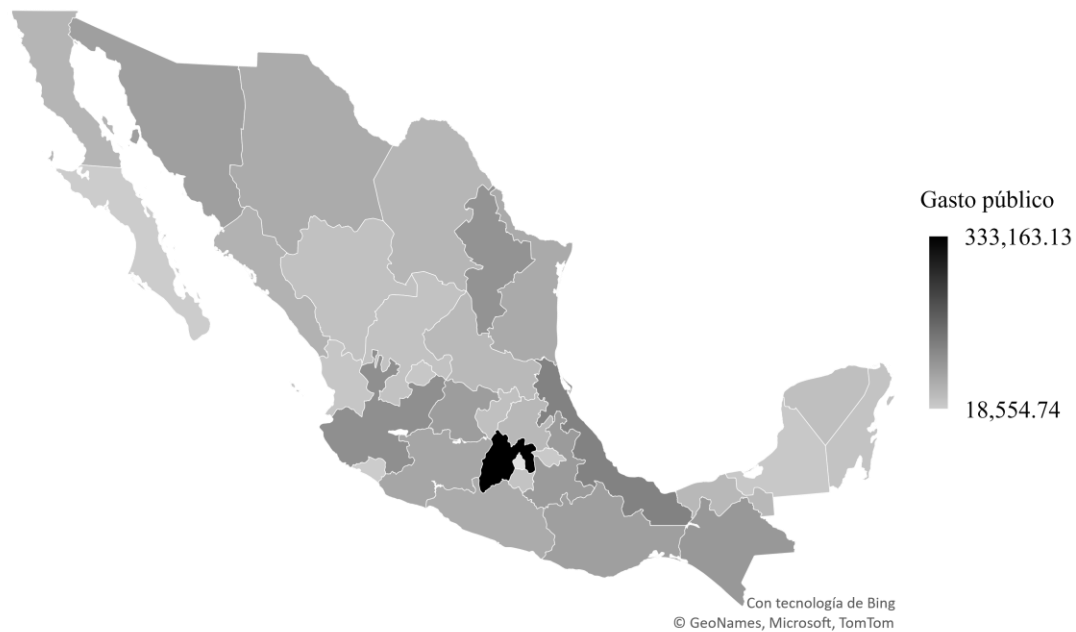 Gasto público
333,163.13
18,554.74
Con tecnología de Bing
© GeoNames, Microsoft, TomTom